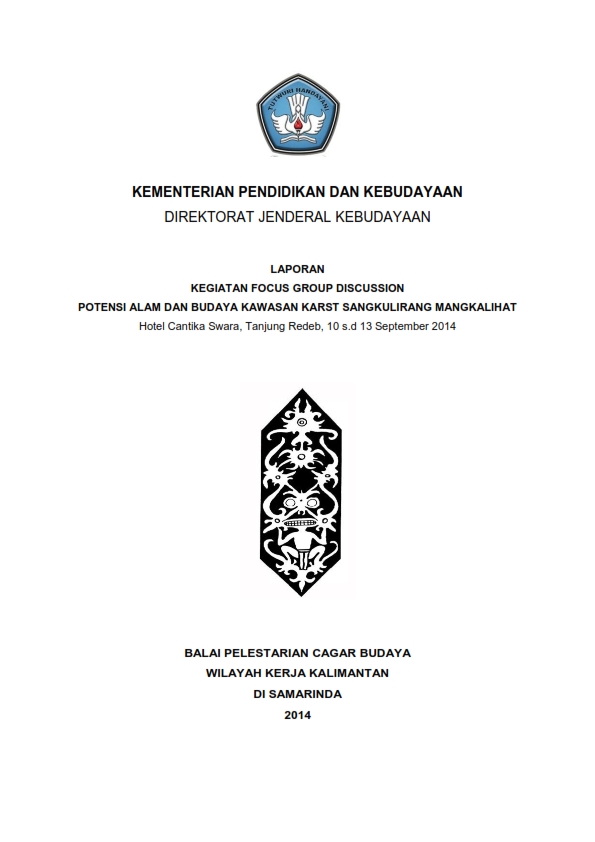 TUT WURI HANDAYANI
KEMENTERIAN PENDIDIKAN DAN KEBUDAYAAN
DIREKTORAT JENDERAL KEBUDAYAAN
LAPORAN
KEGIATAN FOCUS GROUP DISCUSSION
POTENSI ALAM DAN BUDAYA KAWASAN KARST SANGKULIRANG MANGKALIHAT
Hotel Cantika Swara, Tanjung Redeb, 10 s.d 13 September 2014
BALAI PELESTARIAN CAGAR BUDAYA
WILAYAH KERJA KALIMANTAN
DI SAMARINDA
2014